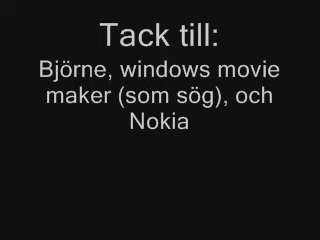 Tack till:
Björne, windows movie
maker (som sög), och
Nokia